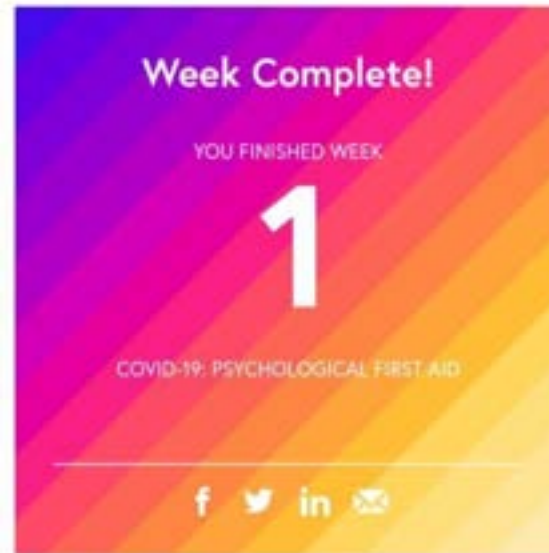 Week Complete!
YOU FINISHED WEEK
1
COVID-19: PSYCHOLOGICAL FIRST AID